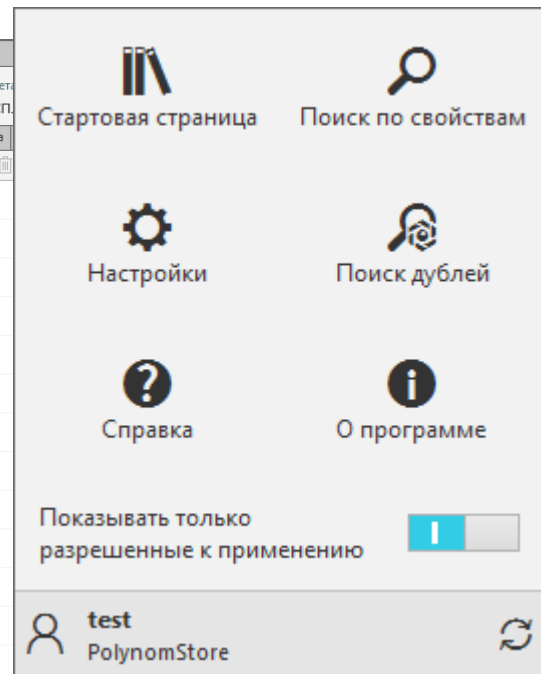 Стартовая страница
Поиск по свойствам
Настройки
Поиск дублей
Справка
О программе
Показывать только
разрешенные к применению
test
PolynomStore